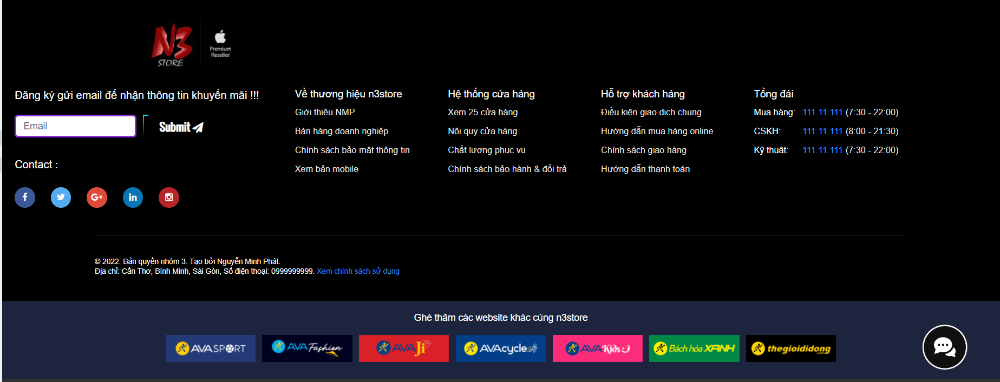 N3
STORE
Premium
Reseller
Đăng ký gửi email để nhận thông tin khuyến mãi !!!
Email
Submit
Contact :
Về thương hiệu n3store
Giới thiệu NMP
Bán hàng doanh nghiệp
Chính sách bảo mật thông tin
Xem bản mobile
Hệ thống cửa hàng
Xem 25 cửa hàng
Nội quy cửa hàng
Chất lượng phục vụ
Chính sách bảo hành & đổi trả
Hỗ trợ khách hàng
Điều kiện giao dịch chung
Hướng dẫn mua hàng online
Chính sách giao hàng
Hướng dẫn thanh toán
Tổng đài
Mua hàng: 111.11.111 (7:30 - 22:00)
CSKH: 111.11.111 (8:00 - 21:30)
Kỹ thuật: 111.11.111 (7:30 - 22:00)
© 2022. Bản quyền nhóm 3. Tạo bởi Nguyễn Minh Phát.
Địa chỉ: Cần Thơ, Bình Minh, Sài Gòn, Số điện thoại: 0999999999. Xem chính sách sử dụng
Ghé thăm các website khác cùng n3store
AVASPORT
AVAFashion
AVAJi
AVAcycle
AVAKids
Bách hóa XANH
thegioididong